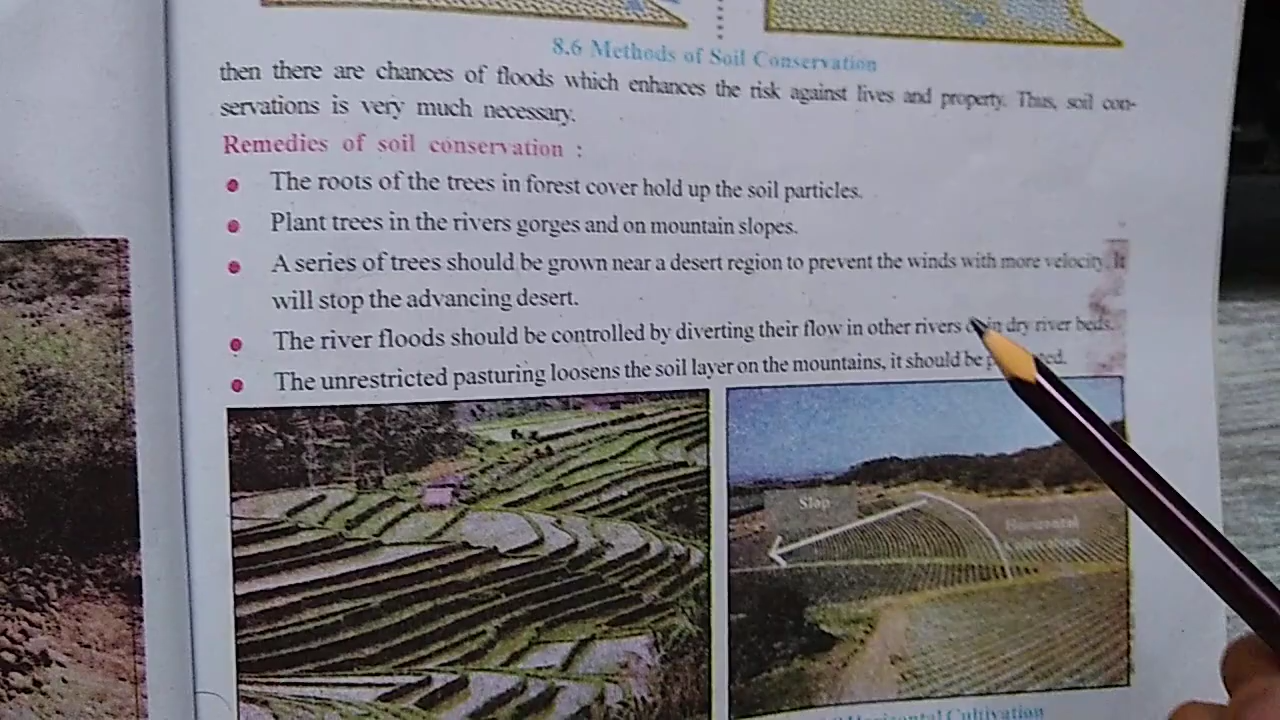 8.6 Methods of Soil Conservation
then there are chances of floods which enhances the risk against lives and property. Thus, soil con-
servations is very much necessary.
Remedies of soil conservation :
The roots of the trees in forest cover hold up the soil particles.
Plant trees in the rivers gorges and on mountain slopes.
A series of trees should be grown near a desert region to prevent the winds with more velocity. It
will stop the advancing desert.
The river floods should be controlled by diverting their flow in other rivers in dry river beds.
The unrestricted pasturing loosens the soil layer on the mountains, it should be
Slop
Horizontal
Horizontal Cultivation